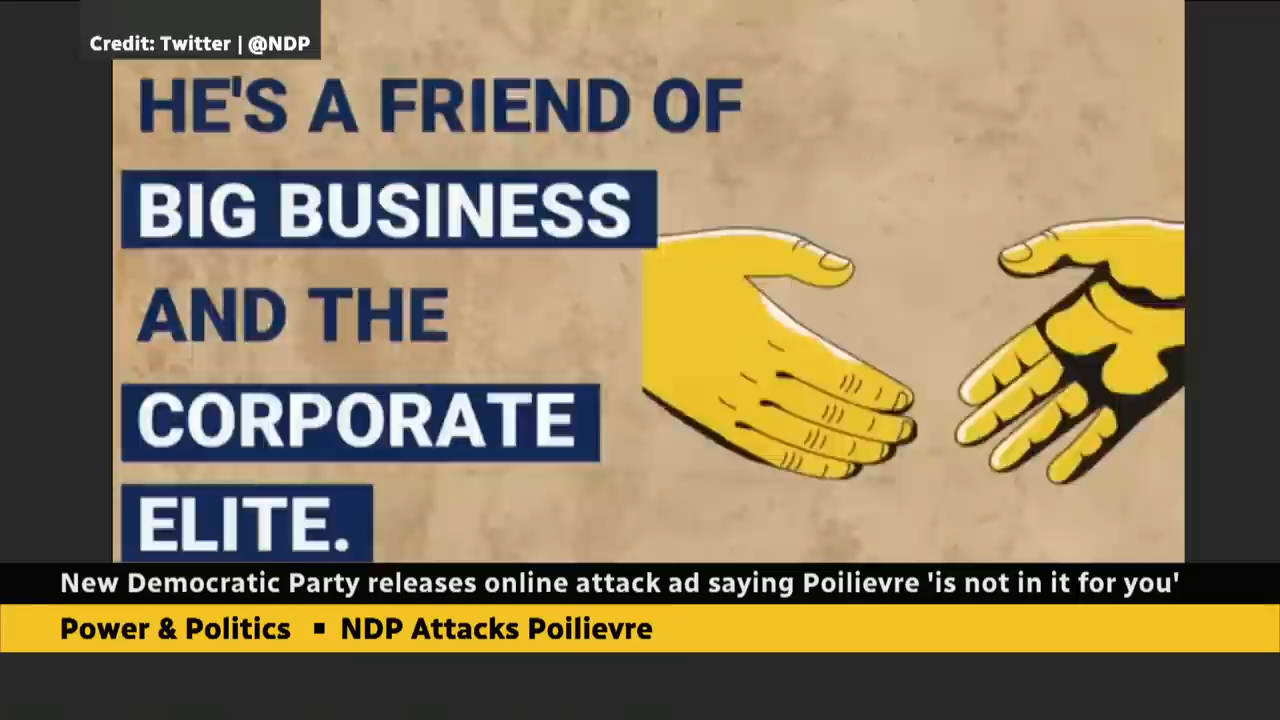 Credit: Twitter | @NDP
HE'S A FRIEND OF
BIG BUSINESS
AND THE
CORPORATE
ELITE.
New Democratic Party releases online attack ad saying Poilievre 'is not in it for you'
Power & Politics ▪ NDP Attacks Poilievre